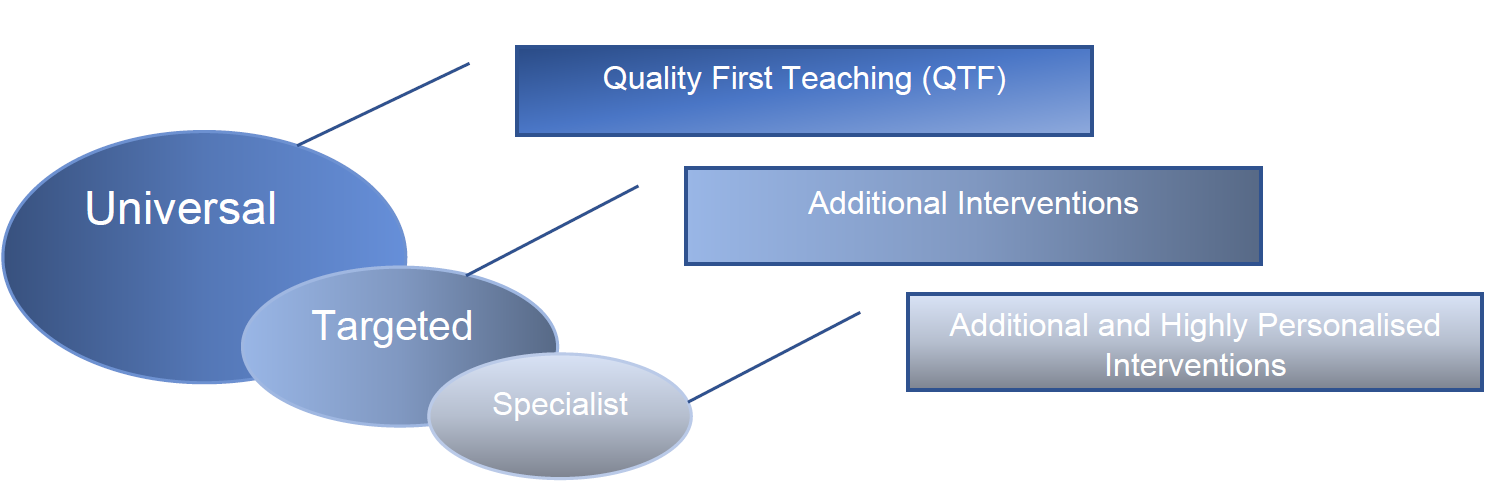 Quality First Teaching (QTF)
Universal
Additional Interventions
Targeted
Additional and Highly Personalised
Interventions
Specialist